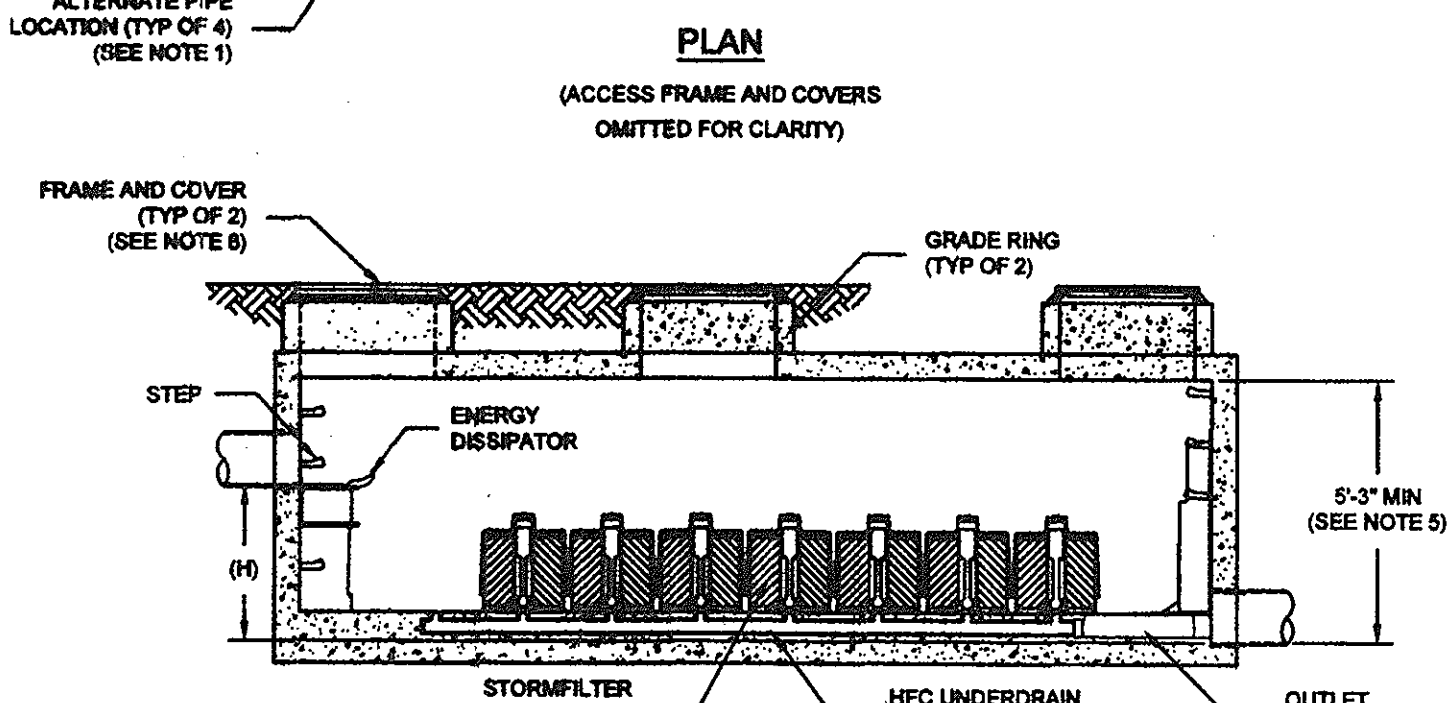 ALTERNATE PIPE
LOCATION (TYP OF 4)
(SEE NOTE 1)
PLAN
(ACCESS FRAME AND COVERS
OMITTED FOR CLARITY)
FRAME AND COVER
(TYP OF 2)
(SEE NOTE 6)
GRADE RING
(TYP OF 2)
STEP
ENERGY
DISSIPATOR
5'-3" MIN
(SEE NOTE 5)
(H)
STORMFILTER
HFC UNDERDRAIN
OUTLET